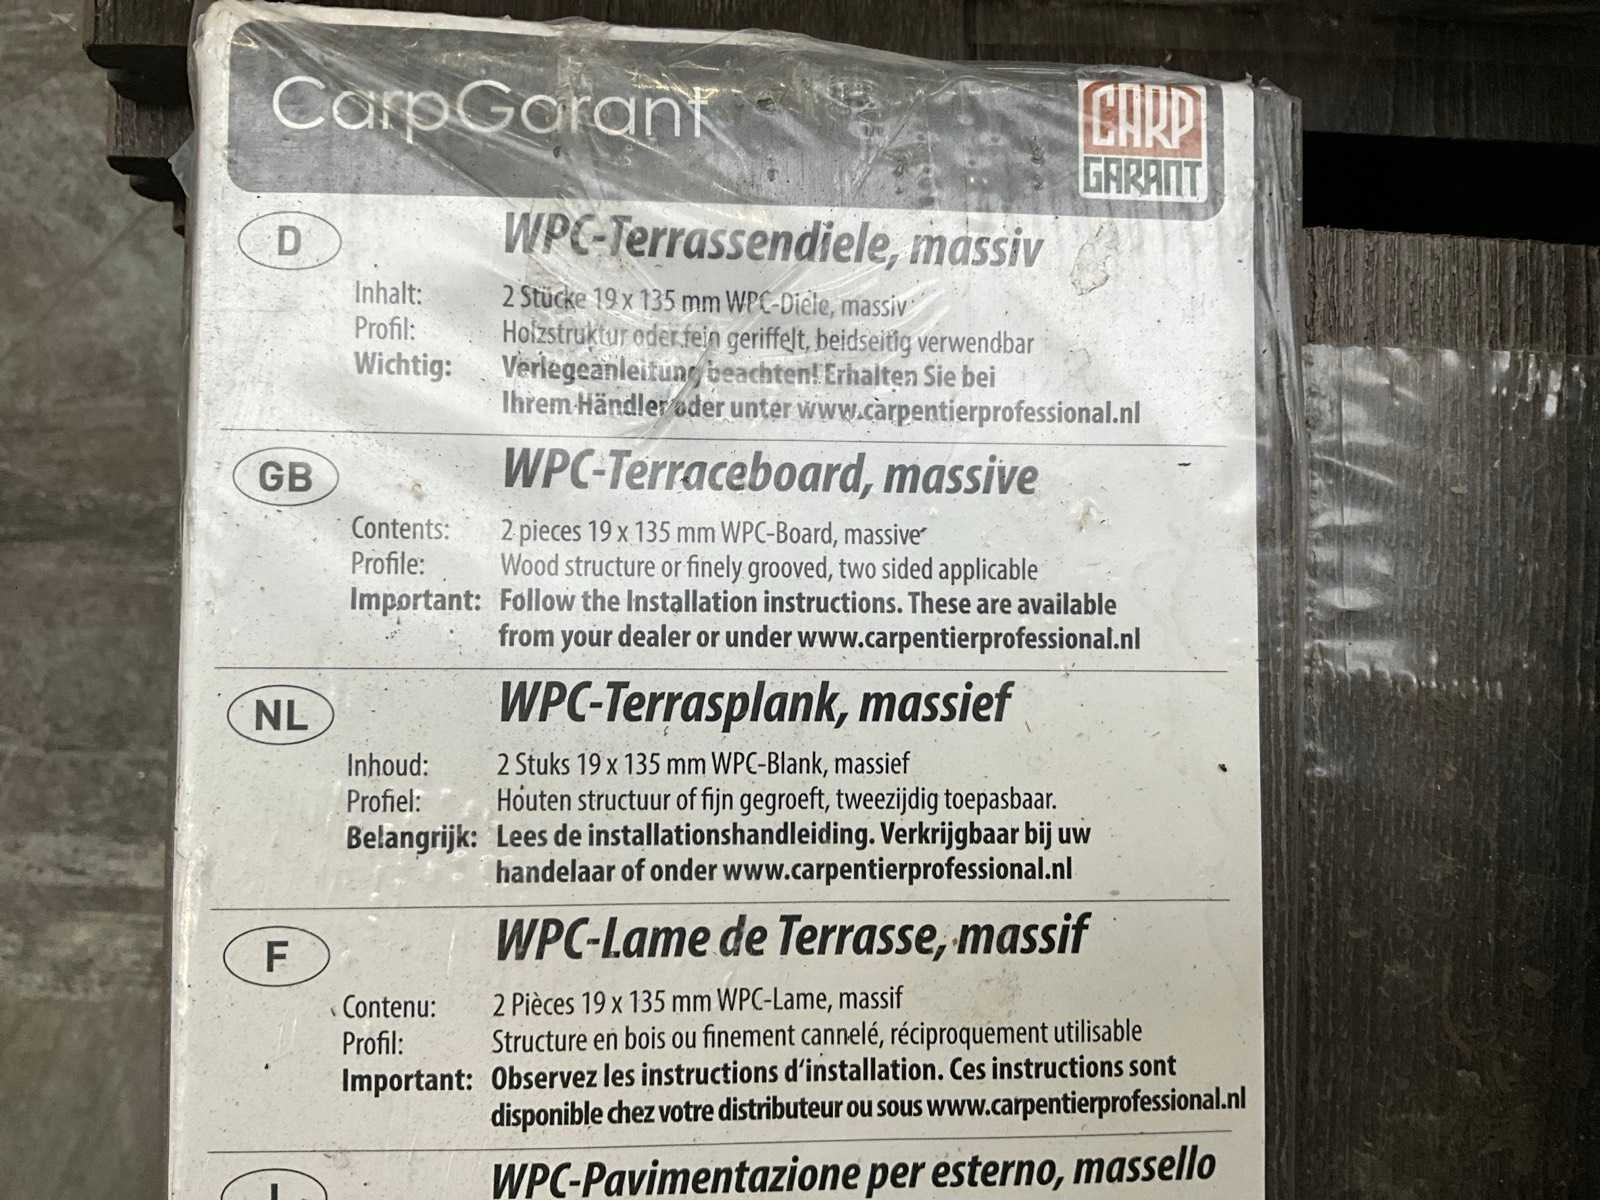 CarpGarant
CARP
GARANT
D
WPC-Terrassendiele, massiv
Inhalt: 2 Stücke 19 x 135 mm WPC-Diele, massiv
Profil: Holzstruktur oder fein geriffelt, beidseitig verwendbar
Wichtig: Verlegeanleitung beachten! Erhalten Sie bei
Ihrem Händler oder unter www.carpentierprofessional.nl
GB
WPC-Terraceboard, massive
Contents: 2 pieces 19 x 135 mm WPC-Board, massive
Profile: Wood structure or finely grooved, two sided applicable
Important: Follow the Installation instructions. These are available
from your dealer or under www.carpentierprofessional.nl
NL
WPC-Terrasplank, massief
Inhoud: 2 Stuks 19 x 135 mm WPC-Blank, massief
Profiel: Houten structuur of fijn gegroeft, tweezijdig toepasbaar.
Belangrijk: Lees de installationshandleiding. Verkrijgbaar bij uw
handelaar of onder www.carpentierprofessional.nl
F
WPC-Lame de Terrasse, massif
Contenu: 2 Pièces 19 x 135 mm WPC-Lame, massif
Profil: Structure en bois ou finement cannelé, réciproquement utilisable
Important: Observez les instructions d‘installation. Ces instructions sont
disponible chez votre distributeur ou sous www.carpentierprofessional.nl
I
WPC-Pavimentazione per esterno, massello